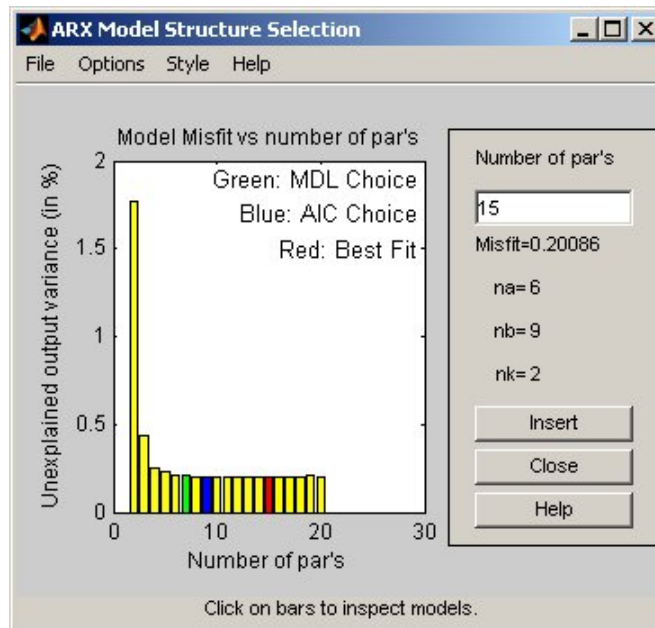 ARX Model Structure Selection
File Options Style Help
Model Misfit vs number of par's
Unexplained output variance (in %)
2
1.5
1
0.5
0
Green: MDL Choice
Blue: AIC Choice
Red: Best Fit
0 10 20 30
Number of par's
Number of par's
15
Misfit=0.20086
na= 6
nb= 9
nk= 2
Insert
Close
Help
Click on bars to inspect models.